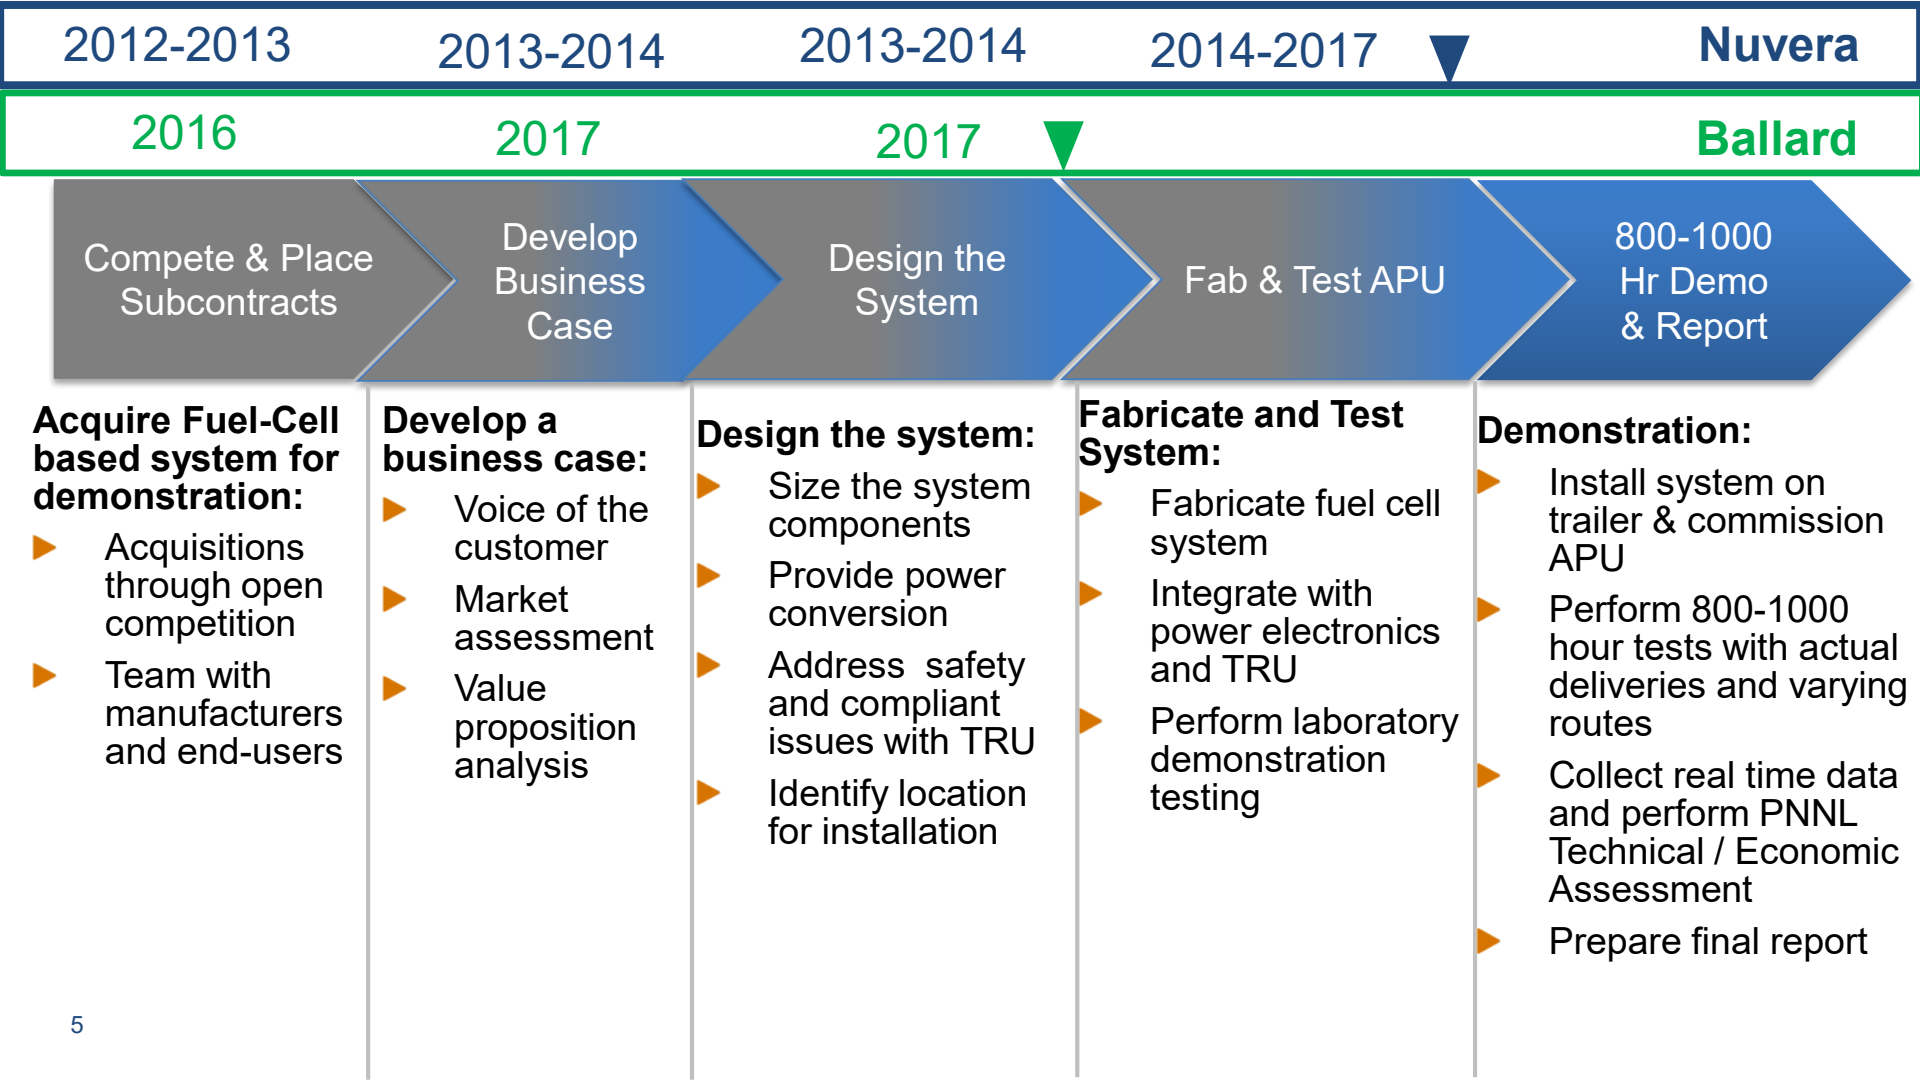 2012-2013
2013-2014
2013-2014
2014-2017
Nuvera
2016
2017
2017
Ballard
Compete & Place
Subcontracts
Develop
Business
Case
Design the
System
Fab & Test APU
800-1000
Hr Demo
& Report
Acquire Fuel-Cell
based system for
demonstration:
Acquisitions
through open
competition
Team with
manufacturers
and end-users
Develop a
business case:
Voice of the
customer
Market
assessment
Value
proposition
analysis
Design the system:
Size the system
components
Provide power
conversion
Address  safety
and compliant
issues with TRU
Identify location
for installation
Fabricate and Test
System:
Fabricate fuel cell
system
Integrate with
power electronics
and TRU
Perform laboratory
demonstration
testing
Demonstration:
Install system on
trailer & commission
APU
Perform 800-1000
hour tests with actual
deliveries and varying
routes
Collect real time data
and perform PNNL
Technical / Economic
Assessment
Prepare final report
5